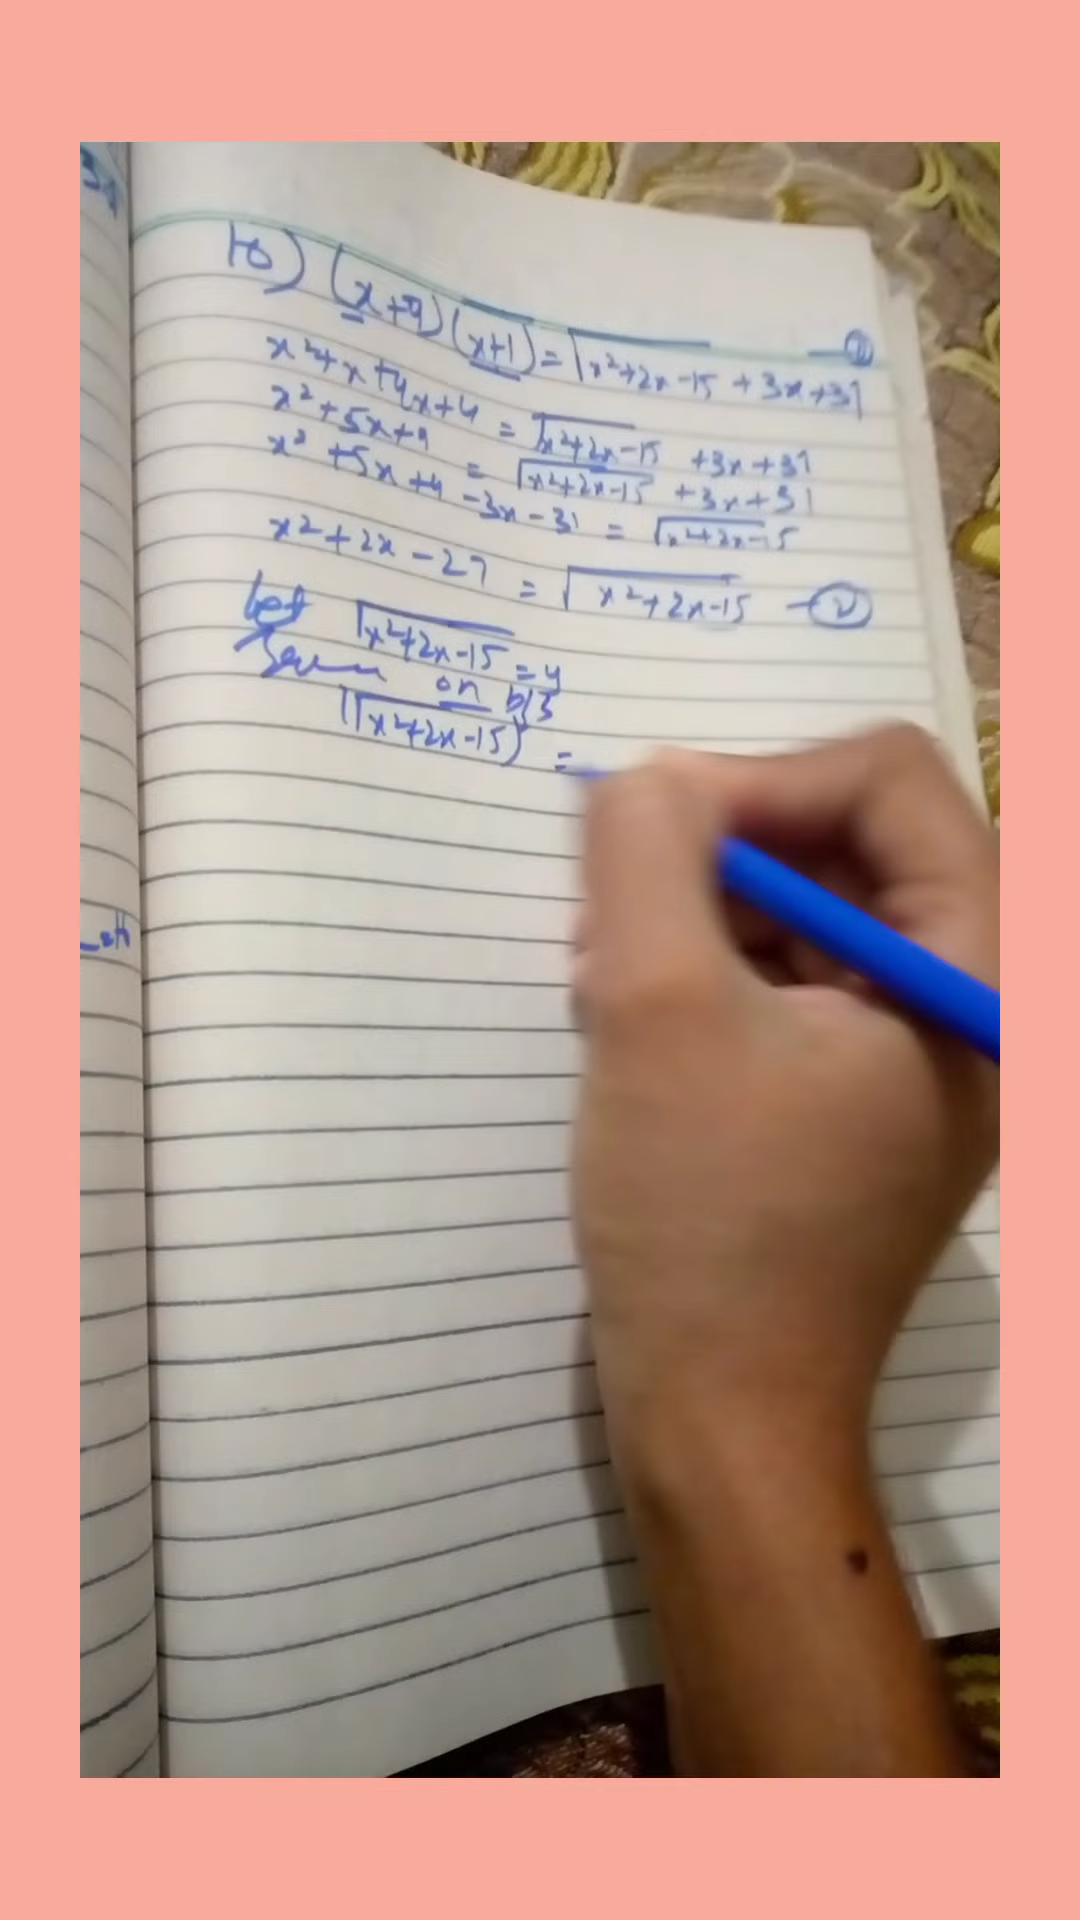 10) (x+4)(x+1) = √x²+2x-15 + 3x+31 ①
x²+x+4x+4 = √x²+2x-15 +3x+31
x²+5x+4 = √x²+2x-15 +3x+31
x²+5x+4-3x-31 = √x²+2x-15
x²+2x-27 = √x²+2x-15 —②
let √x²+2x-15 = y
on b/s
(√x²+2x-15)² =